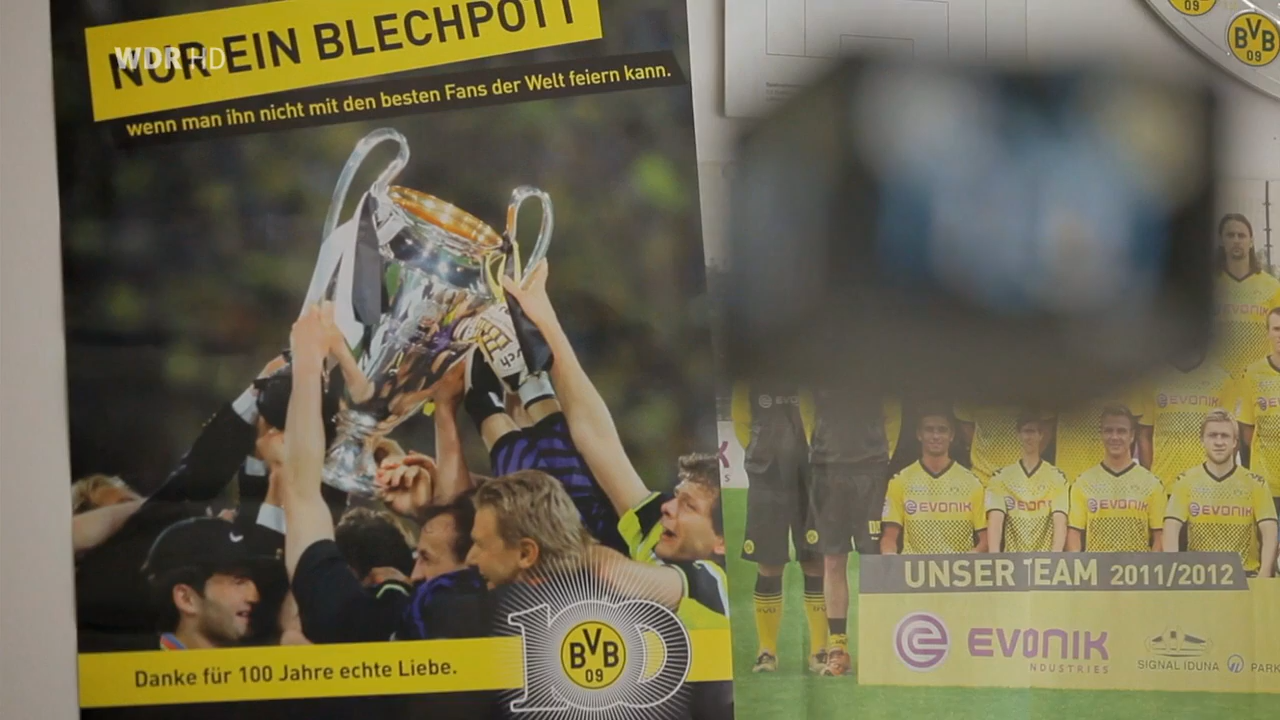 NUR EIN BLECHPOTT
WDR HD
wenn man ihn nicht mit den besten Fans der Welt feiern kann.
Danke für 100 Jahre echte Liebe.
BVB
09
09
BVB
09
EVONIK
EVONIK
EVONIK
EVONIK
EVONIK
EVONIK
UNSER TEAM 2011/2012
EVONIK
INDUSTRIES
SIGNAL IDUNA
PARK